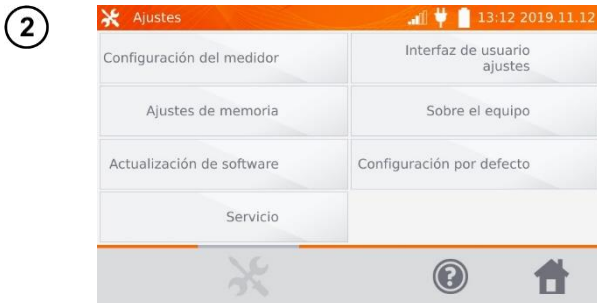 2
Ajustes
13:12 2019.11.12
Configuración del medidor
Interfaz de usuario
ajustes
Ajustes de memoria
Sobre el equipo
Actualización de software
Configuración por defecto
Servicio
?